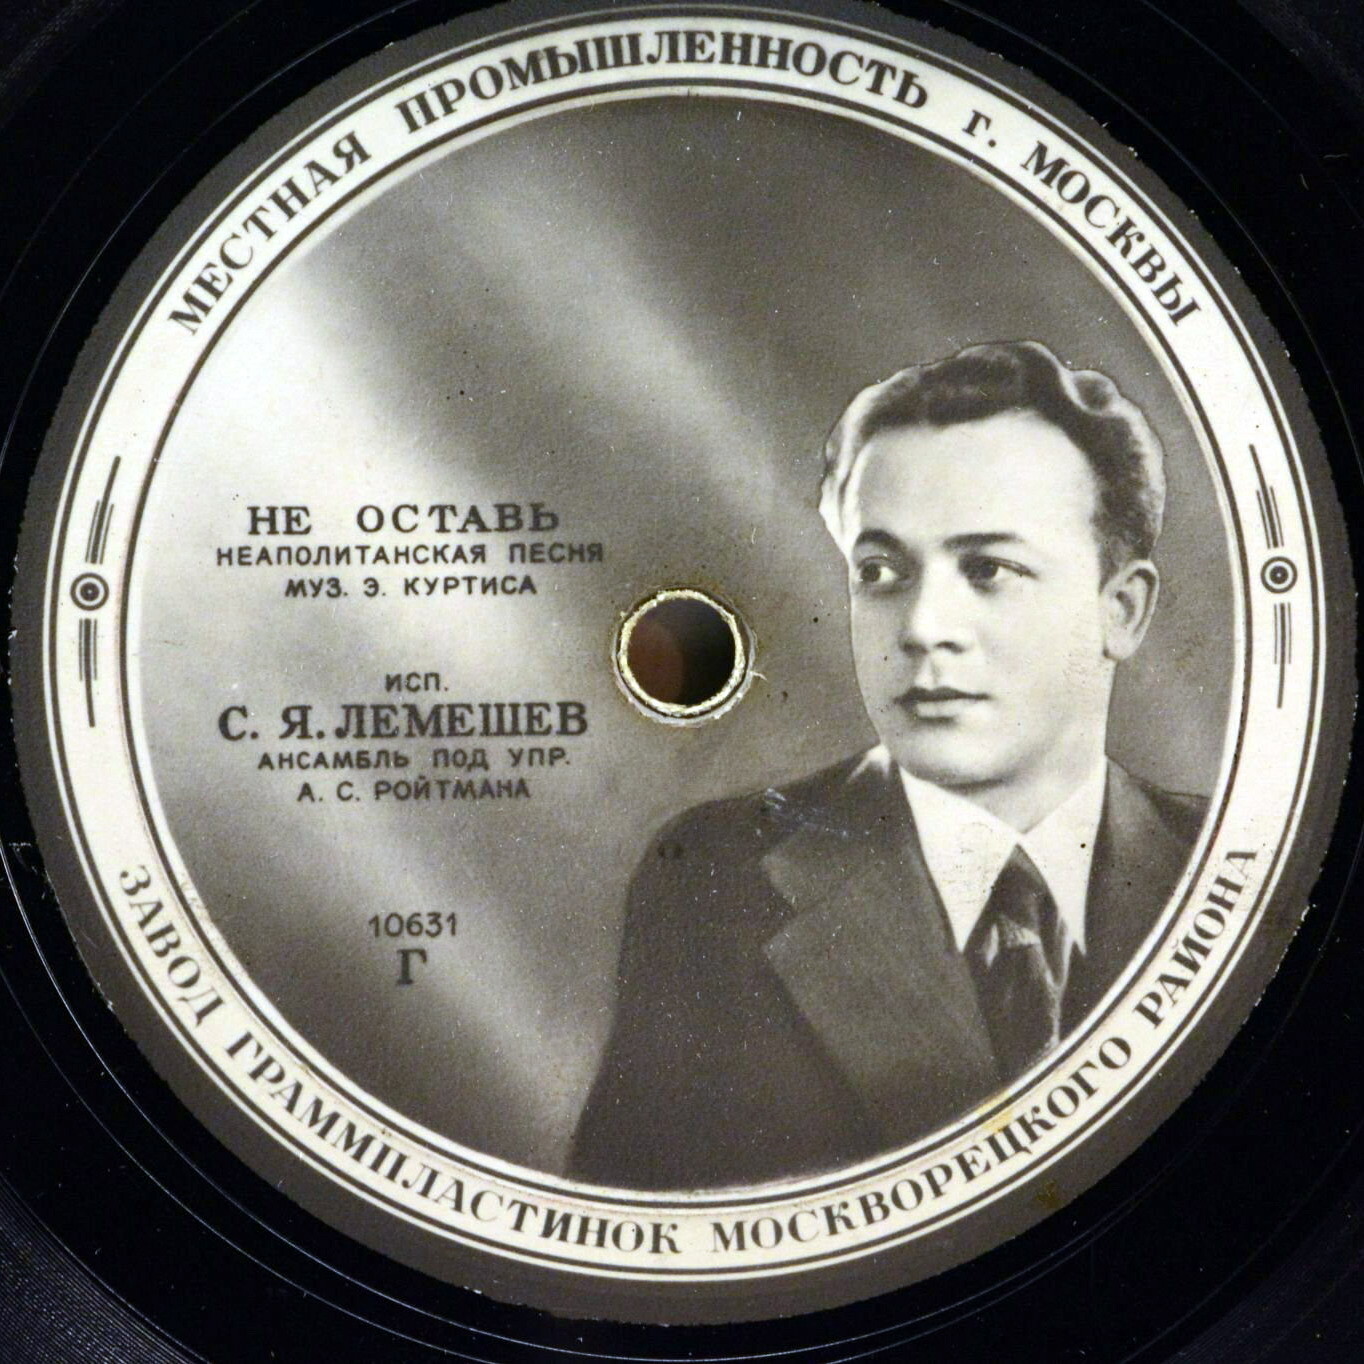 МЕСТНАЯ ПРОМЫШЛЕННОСТЬ г. МОСКВЫ
НЕ ОСТАВЬ
НЕАПОЛИТАНСКАЯ ПЕСНЯ
МУЗ. Э. КУРТИСА
ИСП.
С. Я. ЛЕМЕШЕВ
АНСАМБЛЬ ПОД УПР.
А. С. РОЙТМАНА
10631
Г
ЗАВОД ГРАММПЛАСТИНОК МОСКВОРЕЦКОГО РАЙОНА